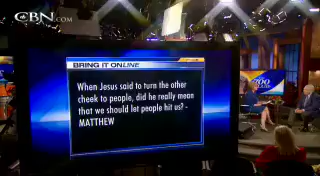 CBN.com
BRING IT ONLINE
When Jesus said to turn the other
cheek to people, did he really mean
that we should let people hit us? -
MATTHEW
700